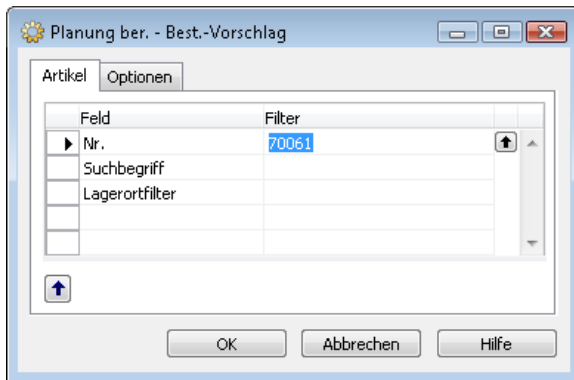 Planung ber. - Best.-Vorschlag
Artikel Optionen
Feld Filter
Nr. 70061
Suchbegriff
Lagerortfilter
OK Abbrechen Hilfe